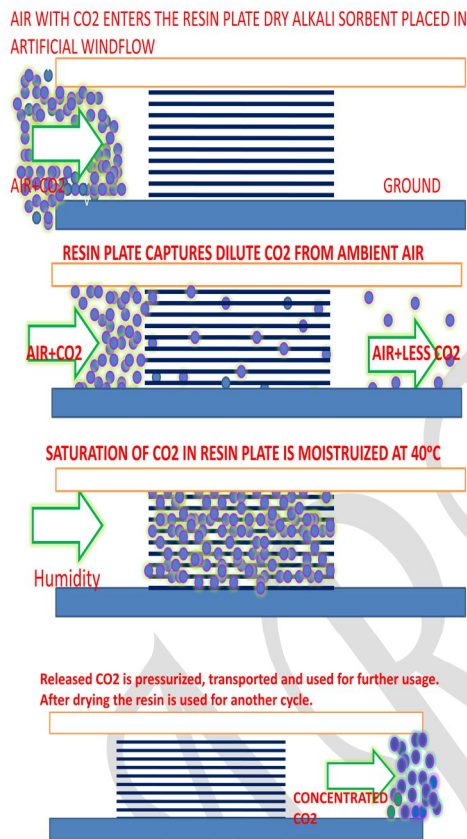 AIR WITH CO2 ENTERS THE RESIN PLATE DRY ALKALI SORBENT PLACED IN
ARTIFICIAL WINDFLOW
AIR+CO2
GROUND
RESIN PLATE CAPTURES DILUTE CO2 FROM AMBIENT AIR
AIR+CO2
AIR+LESS CO2
SATURATION OF CO2 IN RESIN PLATE IS MOISTRUIZED AT 40°C
Humidity
Released CO2 is pressurized, transported and used for further usage.
After drying the resin is used for another cycle.
CONCENTRATED
CO2